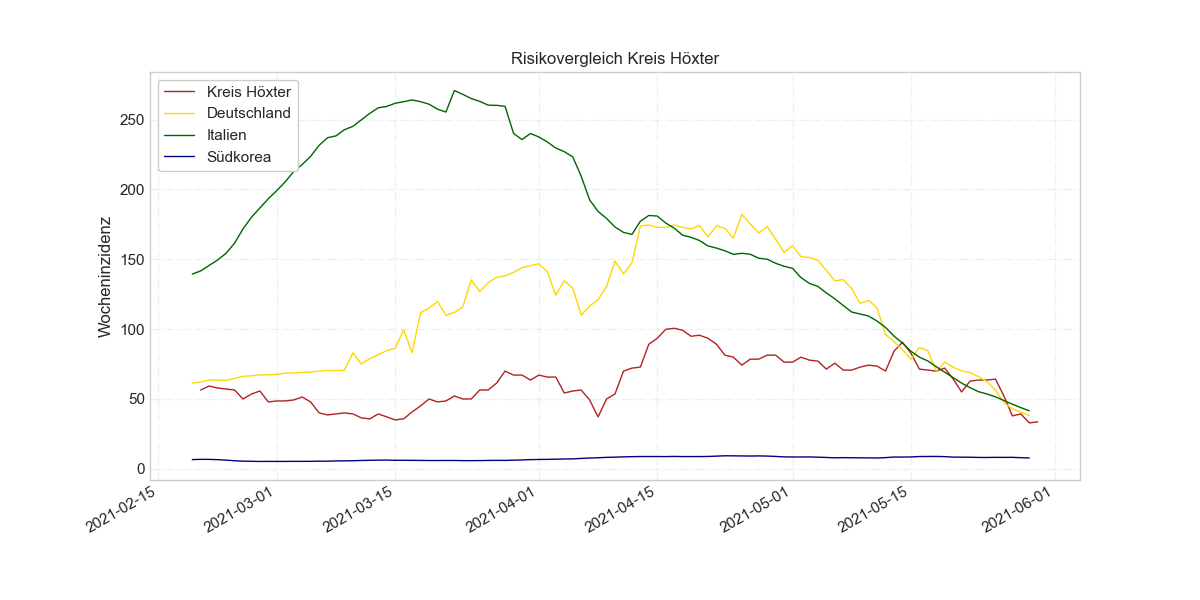 Risikovergleich Kreis Höxter
Kreis Höxter
Deutschland
Italien
Südkorea
Wocheninzidenz
250
200
150
100
50
0
2021-02-15
2021-03-01
2021-03-15
2021-04-01
2021-04-15
2021-05-01
2021-05-15
2021-06-01